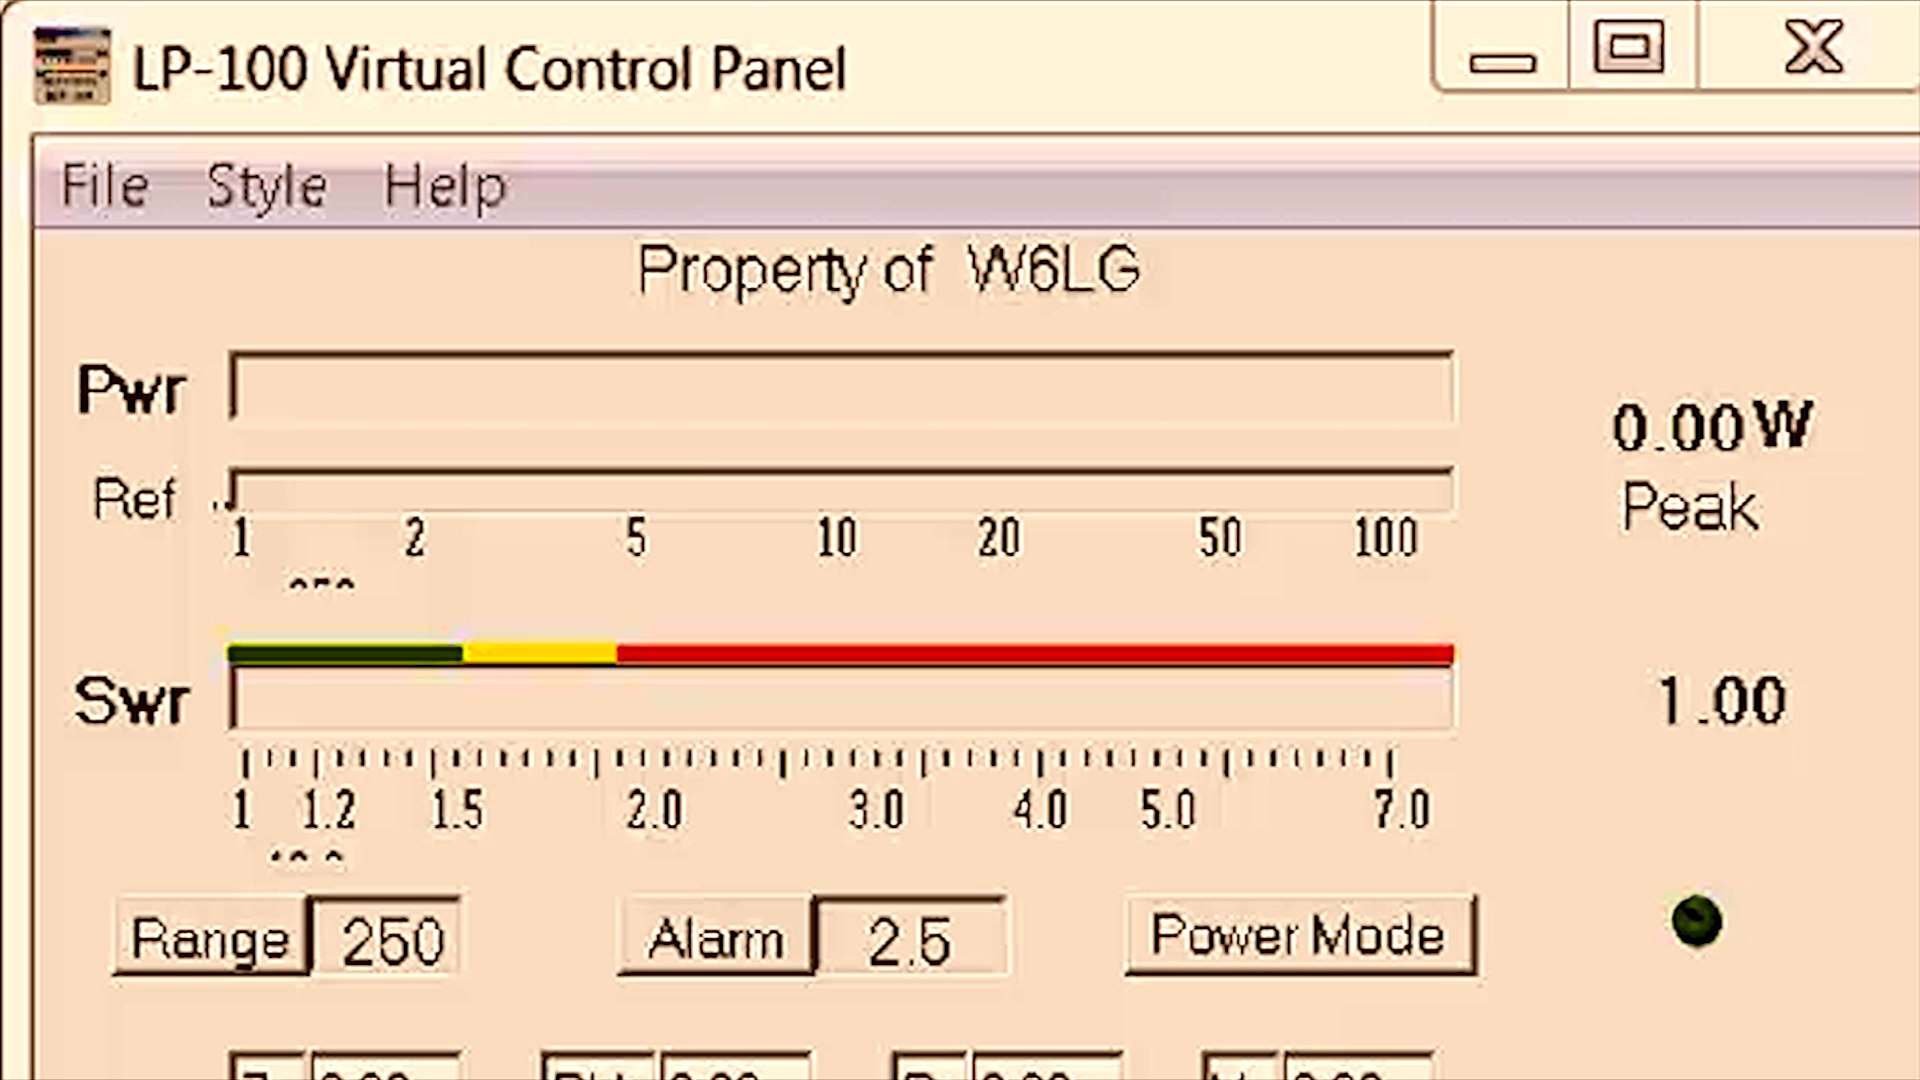 LP-100 Virtual Control Panel
File Style Help
Property of W6LG
Pwr
0.00W
Ref
Peak
1 2 5 10 20 50 100
Swr
1.00
1 1.2 1.5 2.0 3.0 4.0 5.0 7.0
Range 250 Alarm 2.5 Power Mode